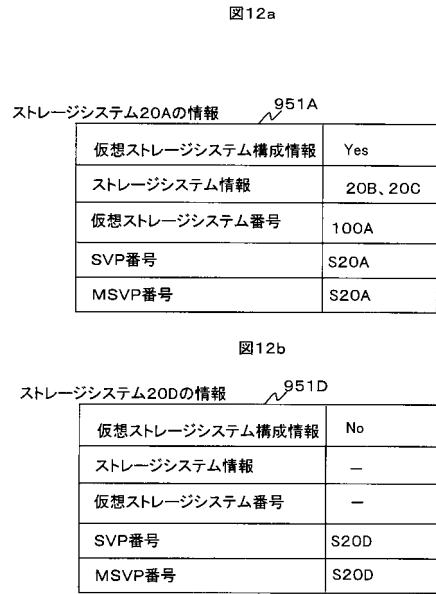 図12a
ストレージシステム20Aの情報 951A
仮想ストレージシステム構成情報 Yes
ストレージシステム情報 20B、20C
仮想ストレージシステム番号 100A
SVP番号 S20A
MSVP番号 S20A
図12b
ストレージシステム20Dの情報 951D
仮想ストレージシステム構成情報 No
ストレージシステム情報 －
仮想ストレージシステム番号 －
SVP番号 S20D
MSVP番号 S20D